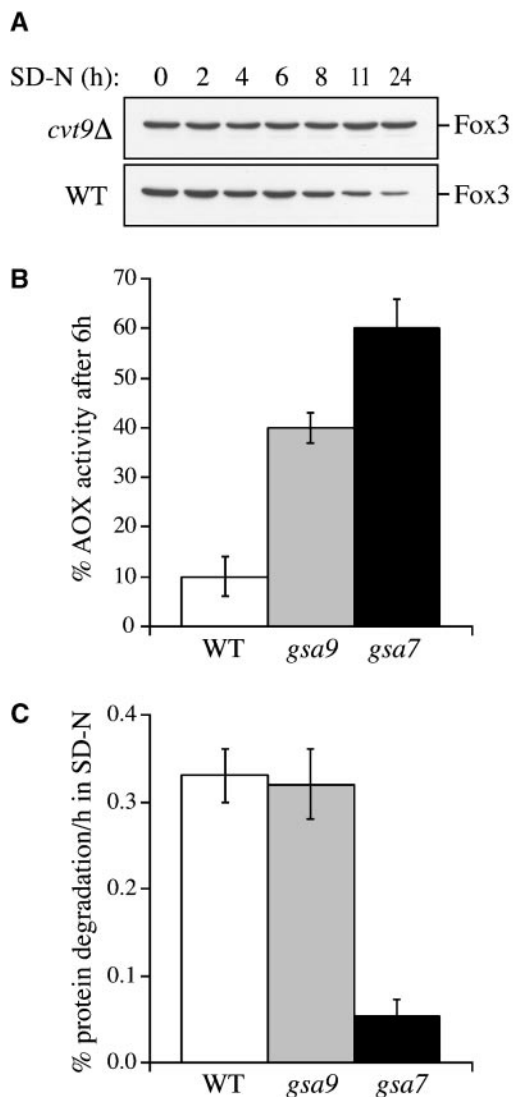 A
SD-N (h): 0 2 4 6 8 11 24
cvt9Δ
Fox3
WT
Fox3
B
% AOX activity after 6h
70
60
50
40
30
20
10
0
WT gsa9 gsa7
C
% protein degradation/h in SD-N
0.4
0.3
0.2
0.1
0.0
WT gsa9 gsa7